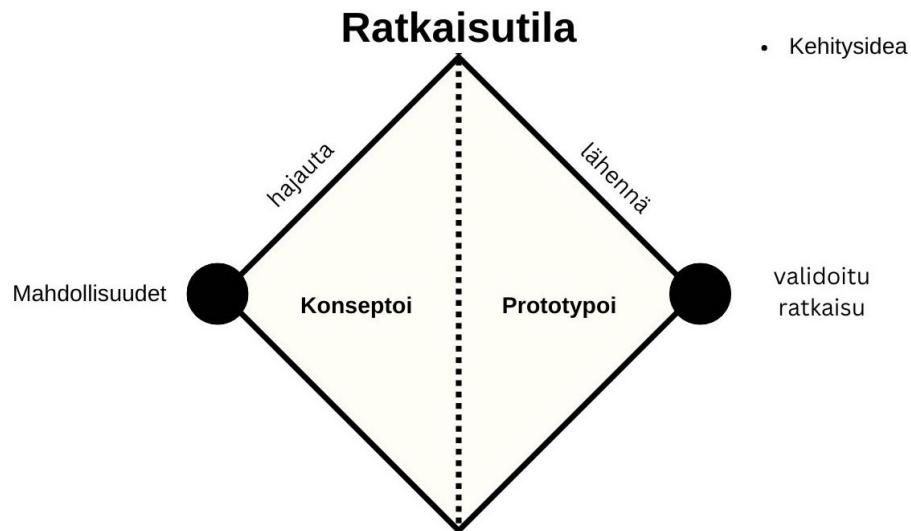 Ratkaisutila
• Kehitysidea
hajauta
lähennä
Mahdollisuudet
Konseptoi
Prototypoi
validoitu
ratkaisu